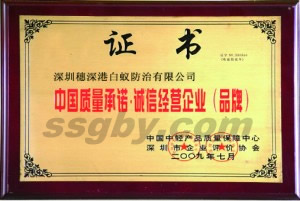 证书
深圳穗深港白蚁防治有限公司
中国质量承诺·诚信经营企业（品牌）
ssgby.com
中国中轻产品质量保障中心
深圳市企业评价协会
二〇〇九年七月